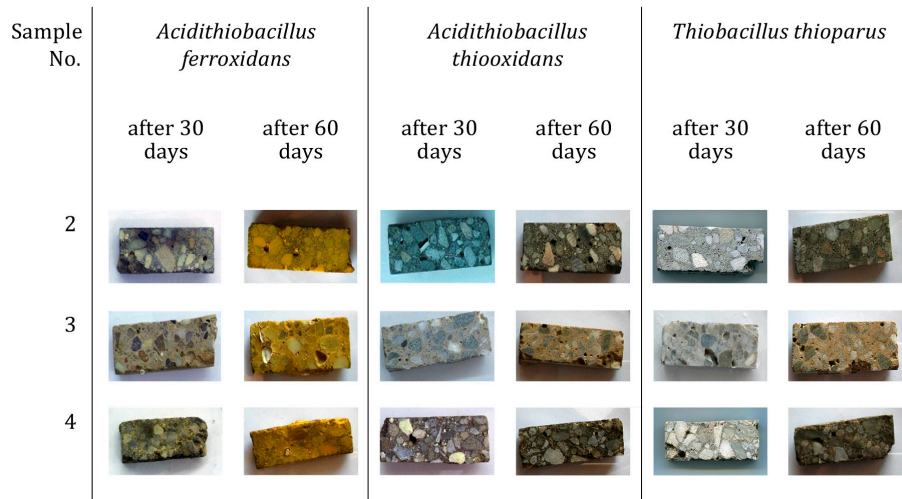 Sample
No.
Acidithiobacillus
ferroxidans
Acidithiobacillus
thiooxidans
Thiobacillus thioparus
after 30
days
after 60
days
after 30
days
after 60
days
after 30
days
after 60
days
2
3
4